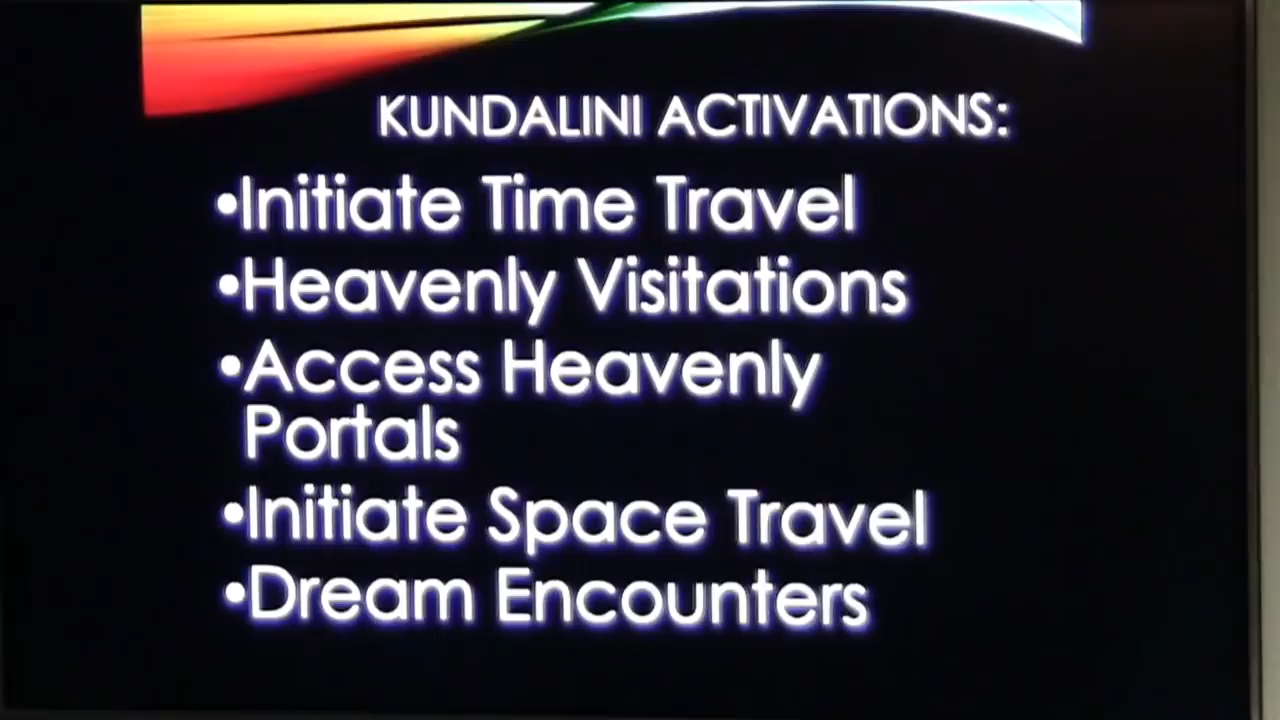 KUNDALINI ACTIVATIONS:
•Initiate Time Travel
•Heavenly Visitations
•Access Heavenly
Portals
•Initiate Space Travel
•Dream Encounters